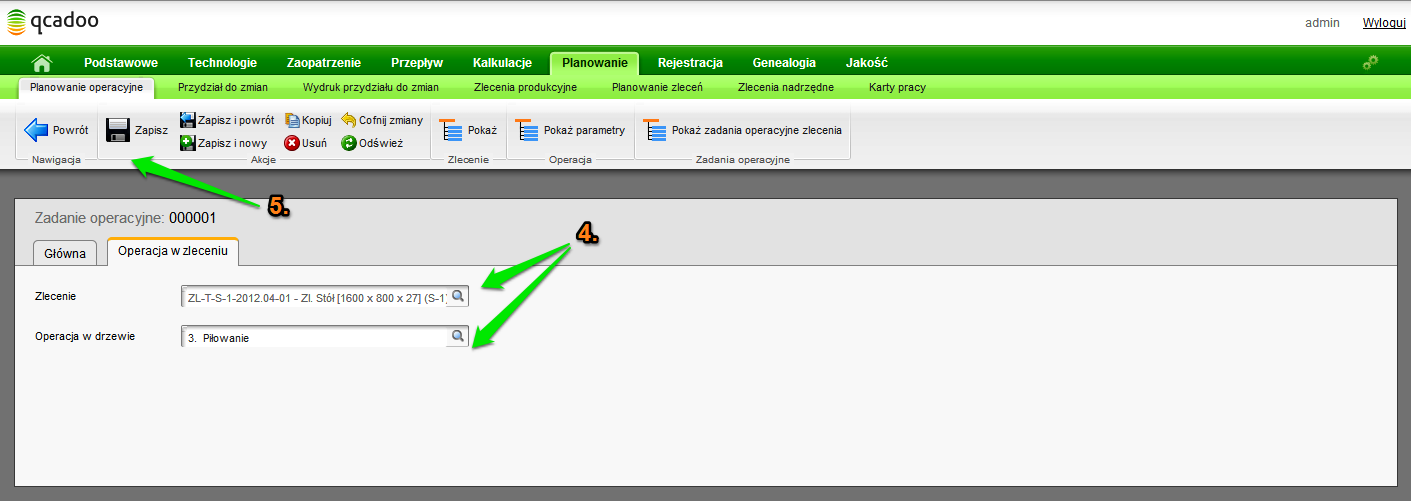 qcadoo
admin Wyloguj
Podstawowe Technologie Zaopatrzenie Przepływ Kalkulacje Planowanie Rejestracja Genealogia Jakość
Planowanie operacyjne Przydział do zmian Wydruk przydziału do zmian Zlecenia produkcyjne Planowanie zleceń Zlecenia nadrzędne Karty pracy
Powrót Zapisz Zapisz i powrót Kopiuj Cofnij zmiany Pokaż Pokaż parametry Pokaż zadania operacyjne zlecenia
Zapisz i nowy Usuń Odśwież
Nawigacja Akcje Zlecenie Operacja Zadania operacyjne
5.
Zadanie operacyjne: 000001
4.
Główna Operacja w zleceniu
Zlecenie ZL-T-S-1-2012.04-01 - Zl. Stół [1600 x 800 x 27] (S-1)
Operacja w drzewie 3. Piłowanie